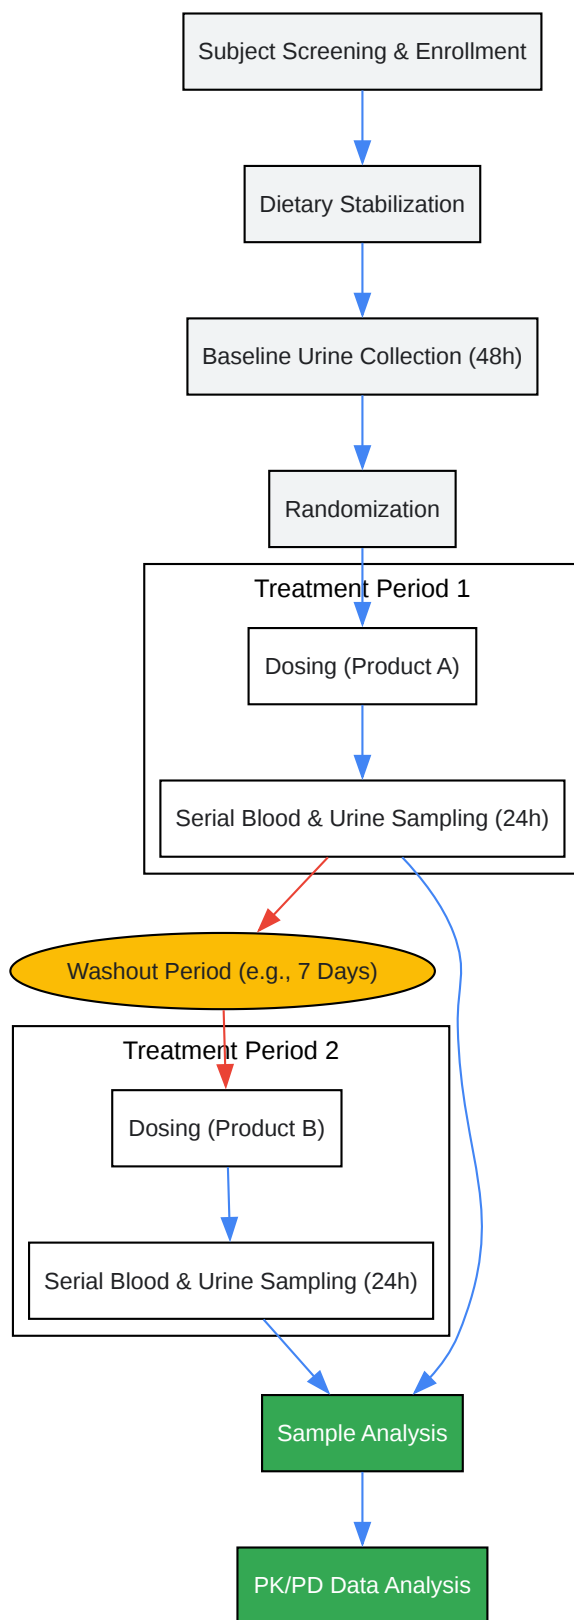 Subject Screening & Enrollment
Dietary Stabilization
Baseline Urine Collection (48h)
Randomization
Treatment Period 1
Dosing (Product A)
Serial Blood & Urine Sampling (24h)
Washout Period (e.g., 7 Days)
Treatment Period 2
Dosing (Product B)
Serial Blood & Urine Sampling (24h)
Sample Analysis
PK/PD Data Analysis